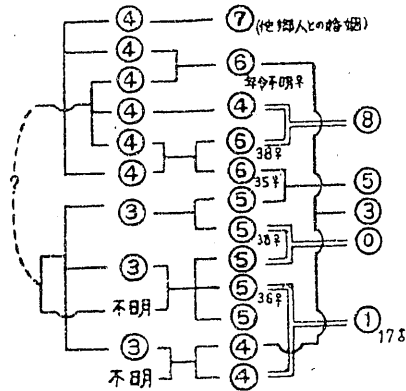 ④ ⑦ (他郷人との婚姻)
④ ⑥
年令不明♀
④
④ ④ ⑧
④ ⑥
38♀
④ ⑥
35♀ ⑤
③ ⑤ ③
⑤
38♀ ⓪
③ ⑤
?
⑤
36♀
不明 ⑤ ①
17♂
③ ④
不明 ④